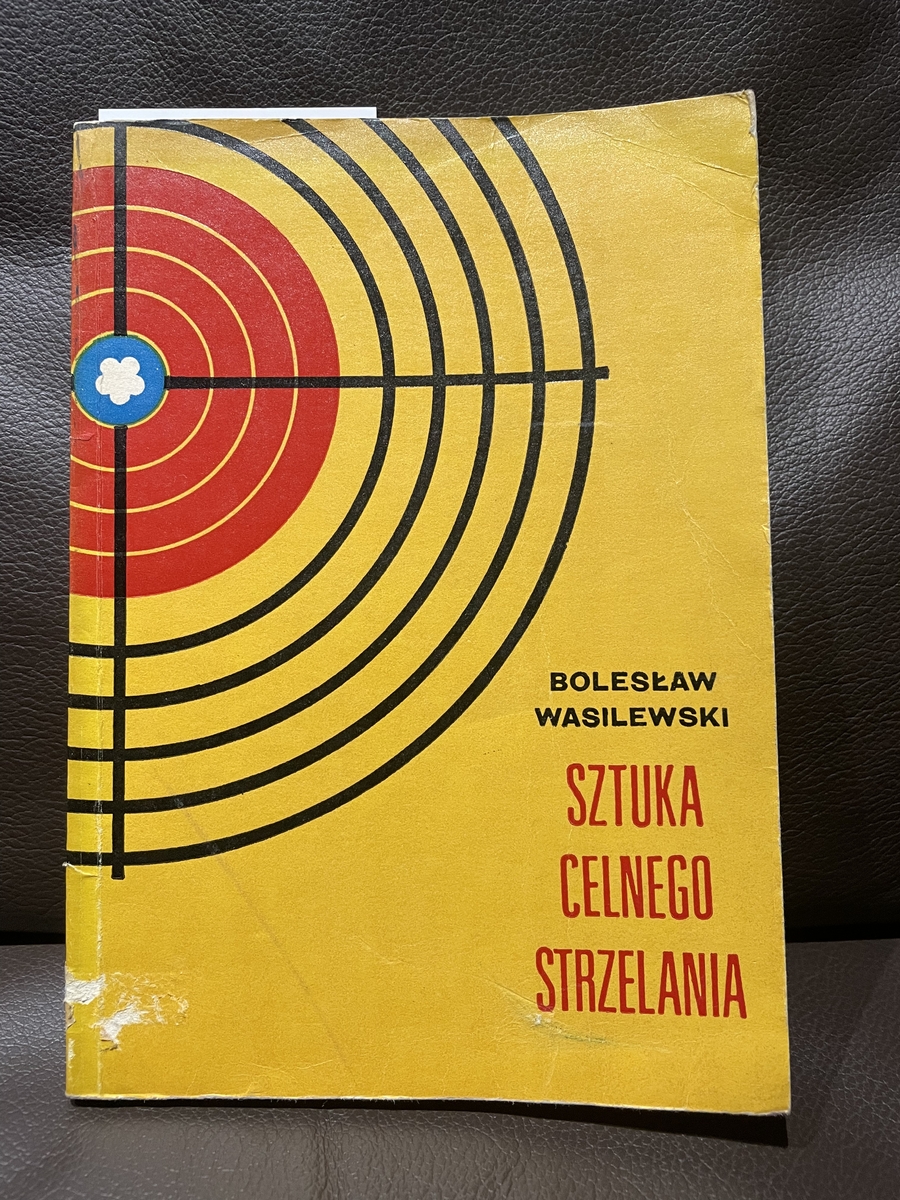 BOLESŁAW
WASILEWSKI
SZTUKA
CELNEGO
STRZELANIA